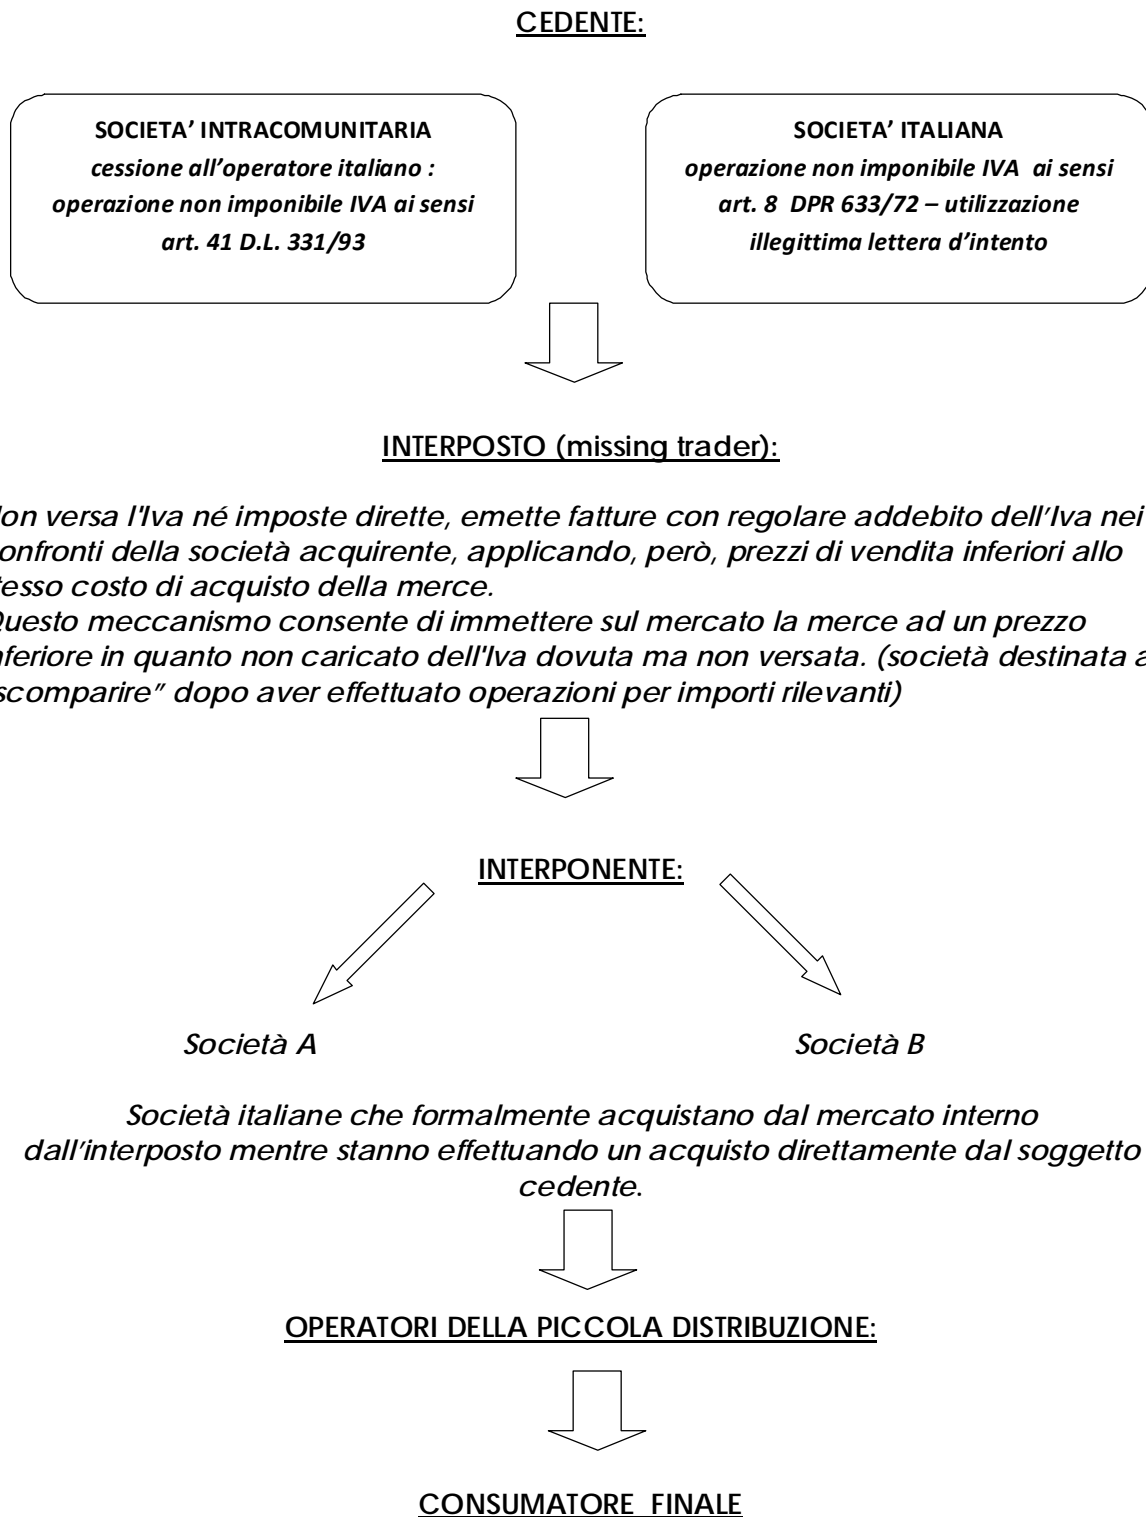 CEDENTE:
SOCIETA’ INTRACOMUNITARIA
cessione all’operatore italiano :
operazione non imponibile IVA ai sensi
art. 41 D.L. 331/93
SOCIETA’ ITALIANA
operazione non imponibile IVA ai sensi
art. 8 DPR 633/72 – utilizzazione
illegittima lettera d’intento
INTERPOSTO (missing trader):
on versa l'Iva né imposte dirette, emette fatture con regolare addebito dell’Iva nei
onfronti della società acquirente, applicando, però, prezzi di vendita inferiori allo
tesso costo di acquisto della merce.
Questo meccanismo consente di immettere sul mercato la merce ad un prezzo
nferiore in quanto non caricato dell'Iva dovuta ma non versata. (società destinata a
scomparire” dopo aver effettuato operazioni per importi rilevanti)
INTERPONENTE:
Società A
Società B
Società italiane che formalmente acquistano dal mercato interno
dall’interposto mentre stanno effettuando un acquisto direttamente dal soggetto
cedente.
OPERATORI DELLA PICCOLA DISTRIBUZIONE:
CONSUMATORE FINALE